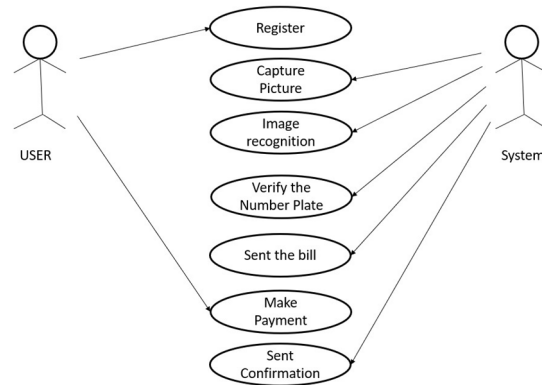 Register
Capture
Picture
Image
recognition
USER
System
Verify the
Number Plate
Sent the bill
Make
Payment
Sent
Confirmation